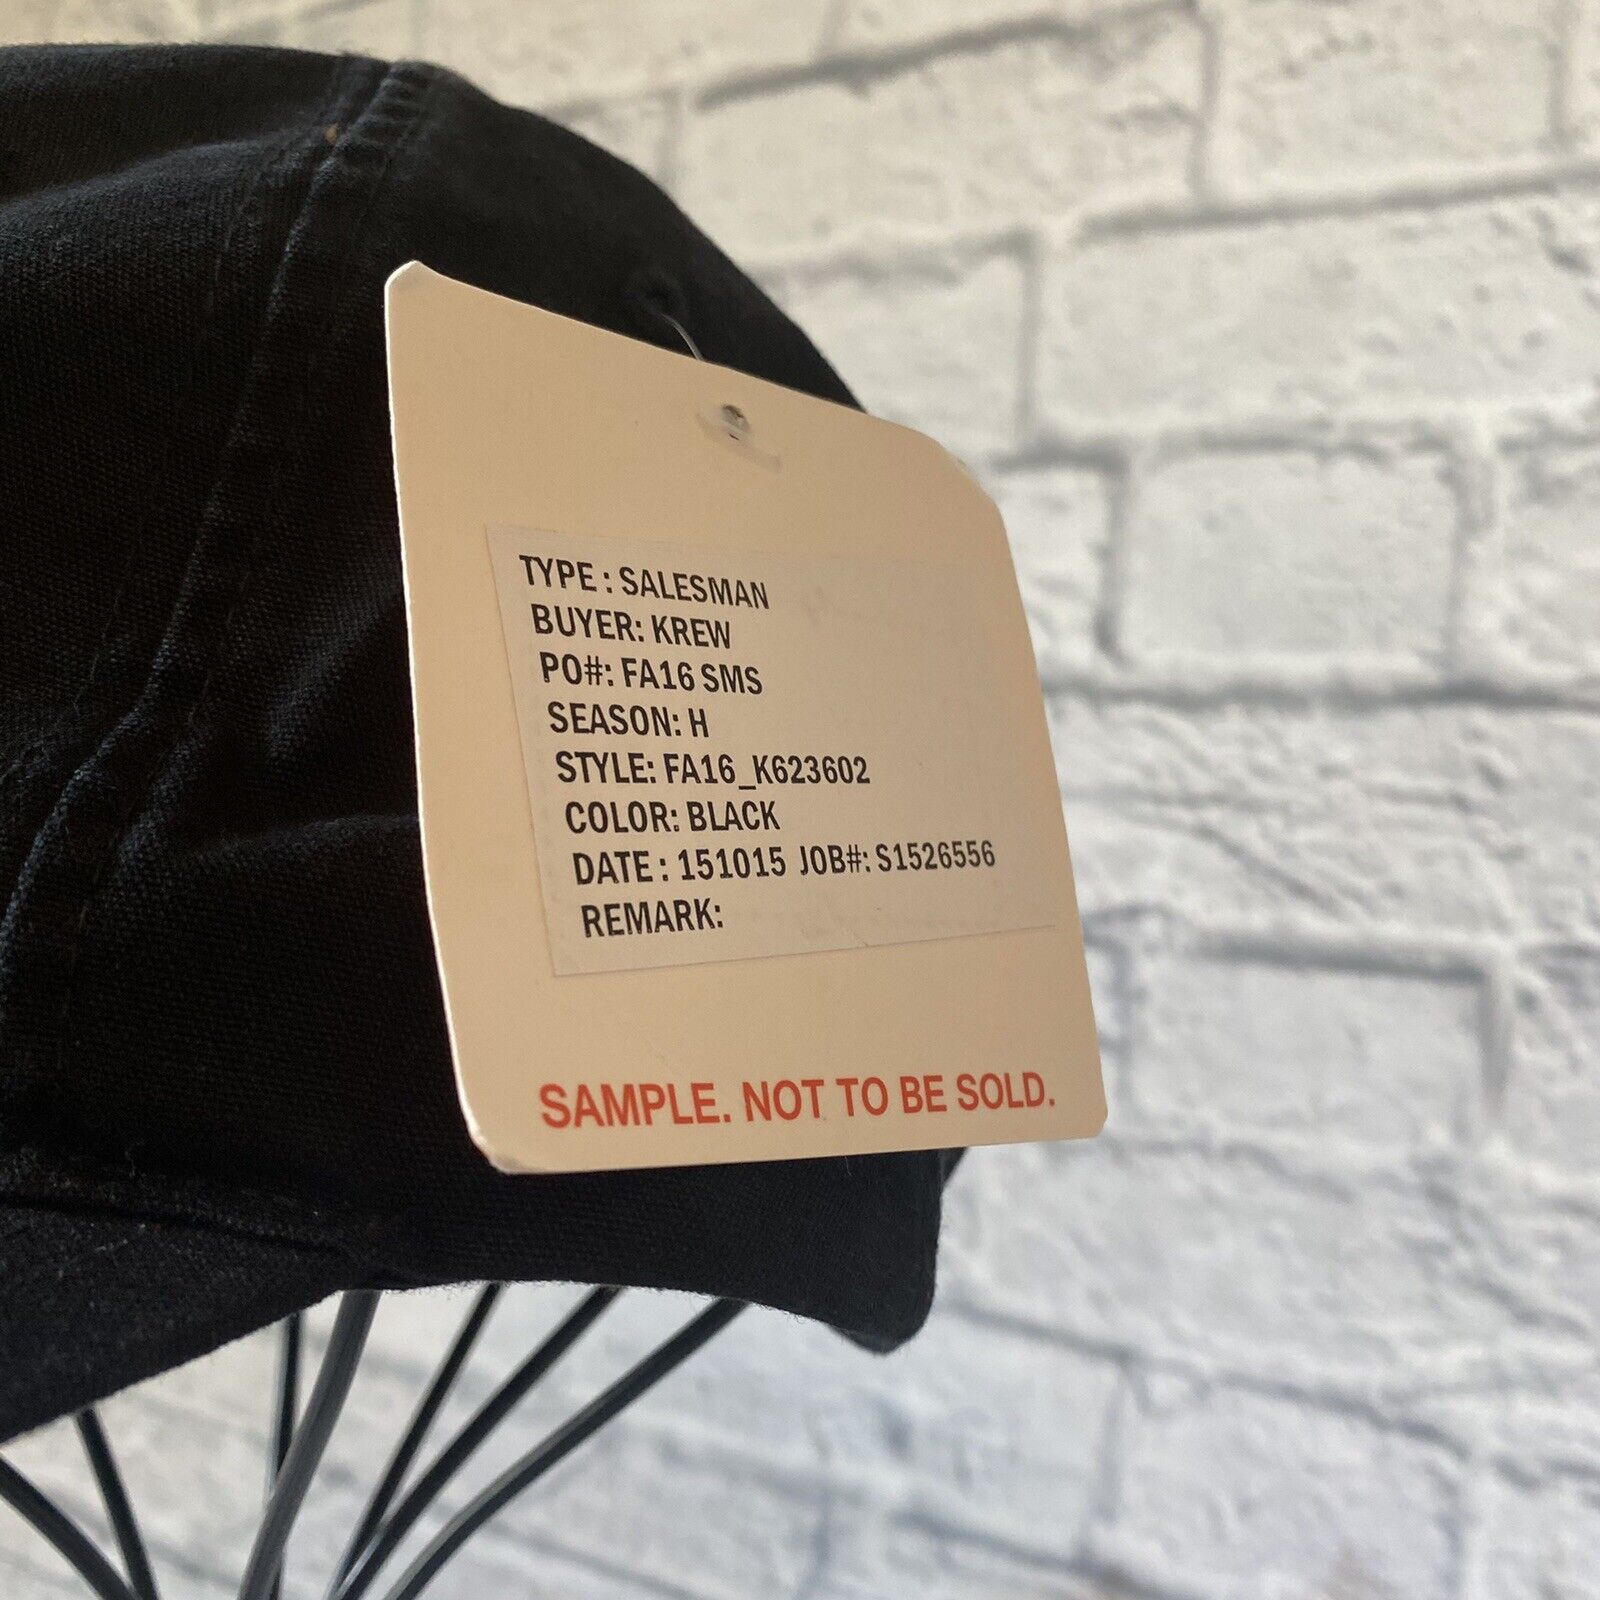 TYPE : SALESMAN
BUYER: KREW
PO#: FA16 SMS
SEASON: H
STYLE: FA16_K623602
COLOR: BLACK
DATE : 151015 JOB#: S1526556
REMARK:
SAMPLE. NOT TO BE SOLD.